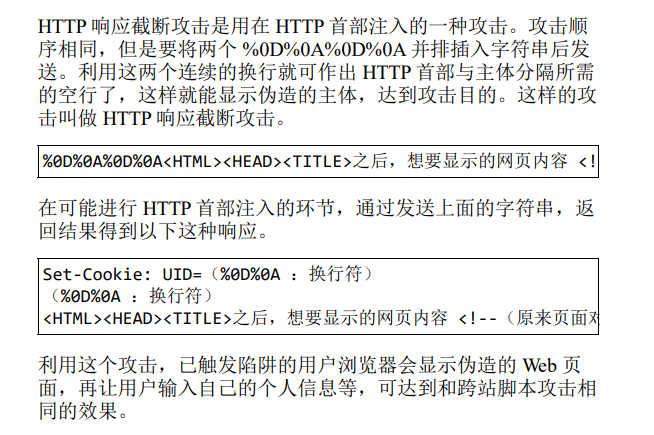 HTTP 响应截断攻击是用在 HTTP 首部注入的一种攻击。攻击顺
序相同，但是要将两个 %0D%0A%0D%0A 并排插入字符串后发
送。利用这两个连续的换行就可作出 HTTP 首部与主体分隔所需
的空行了，这样就能显示伪造的主体，达到攻击目的。这样的攻
击叫做 HTTP 响应截断攻击。
%0D%0A%0D%0A<HTML><HEAD><TITLE>之后，想要显示的网页内容 <!
在可能进行 HTTP 首部注入的环节，通过发送上面的字符串，返
回结果得到以下这种响应。
Set-Cookie: UID=（%0D%0A ：换行符）
（%0D%0A ：换行符）
<HTML><HEAD><TITLE>之后，想要显示的网页内容 <!--（原来页面对
利用这个攻击，已触发陷阱的用户浏览器会显示伪造的 Web 页
面，再让用户输入自己的个人信息等，可达到和跨站脚本攻击相
同的效果。